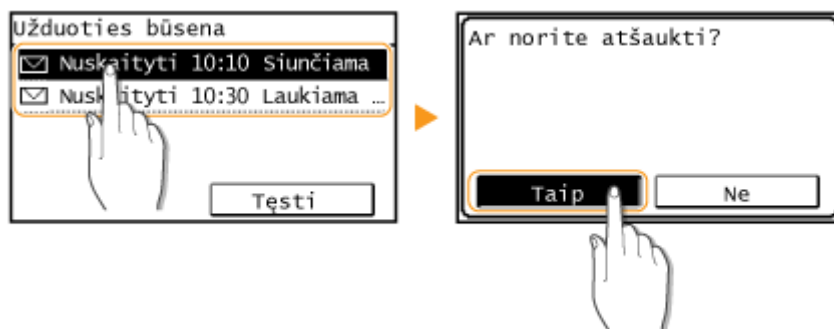 Užduoties būsena
Nuskaityti 10:10 Siunčiama
Nuskaityti 10:30 Laukiama ...
Tęsti
Ar norite atšaukti?
Taip
Ne